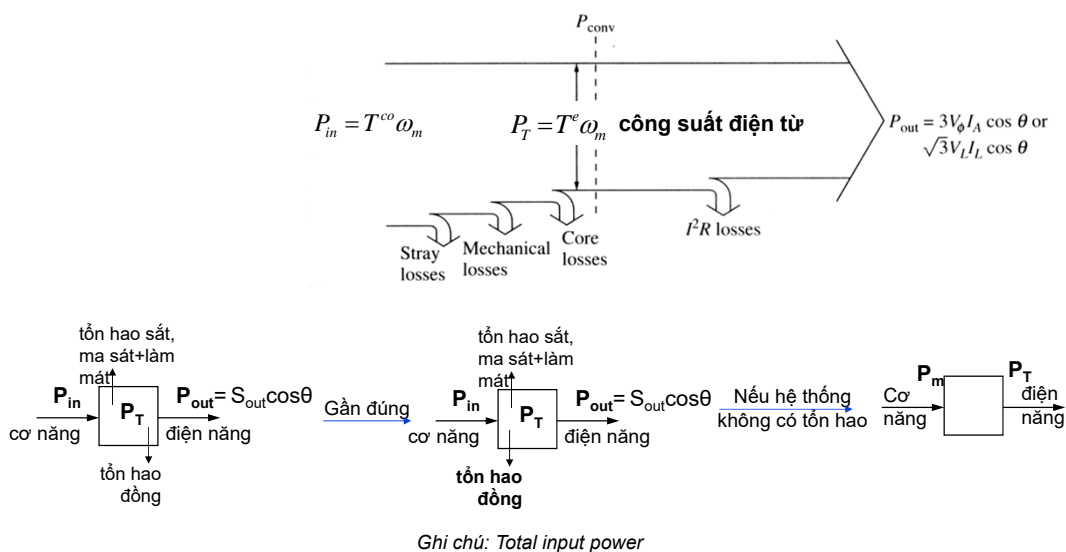 P_conv
P_in = T^co ω_m
P_T = T^e ω_m công suất điện từ
P_out = 3V_ϕ I_A cos θ or
√3V_L I_L cos θ
Stray
losses
Mechanical
losses
Core
losses
I²R losses
tổn hao sắt,
ma sát+làm
mát
P_in
P_T
P_out= S_out cosθ
cơ năng
điện năng
tổn hao
đồng
Gần đúng
tổn hao sắt,
ma sát+làm
mát
P_in
P_T
P_out= S_out cosθ
cơ năng
điện năng
tổn hao
đồng
Nếu hệ thống
không có tổn hao
P_m
Cơ
năng
P_T
điện
năng
Ghi chú: Total input power